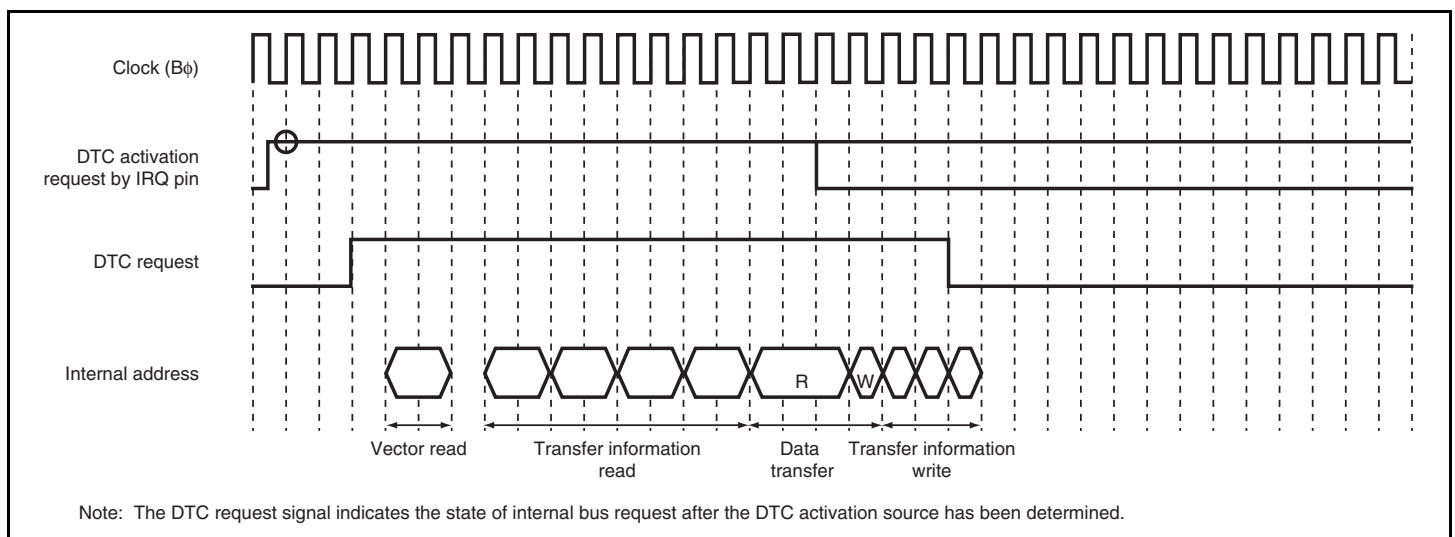 Clock (Bϕ)
DTC activation
request by IRQ pin
DTC request
Internal address
R
W
Vector read
Transfer information
read
Data
transfer
Transfer information
write
Note: The DTC request signal indicates the state of internal bus request after the DTC activation source has been determined.